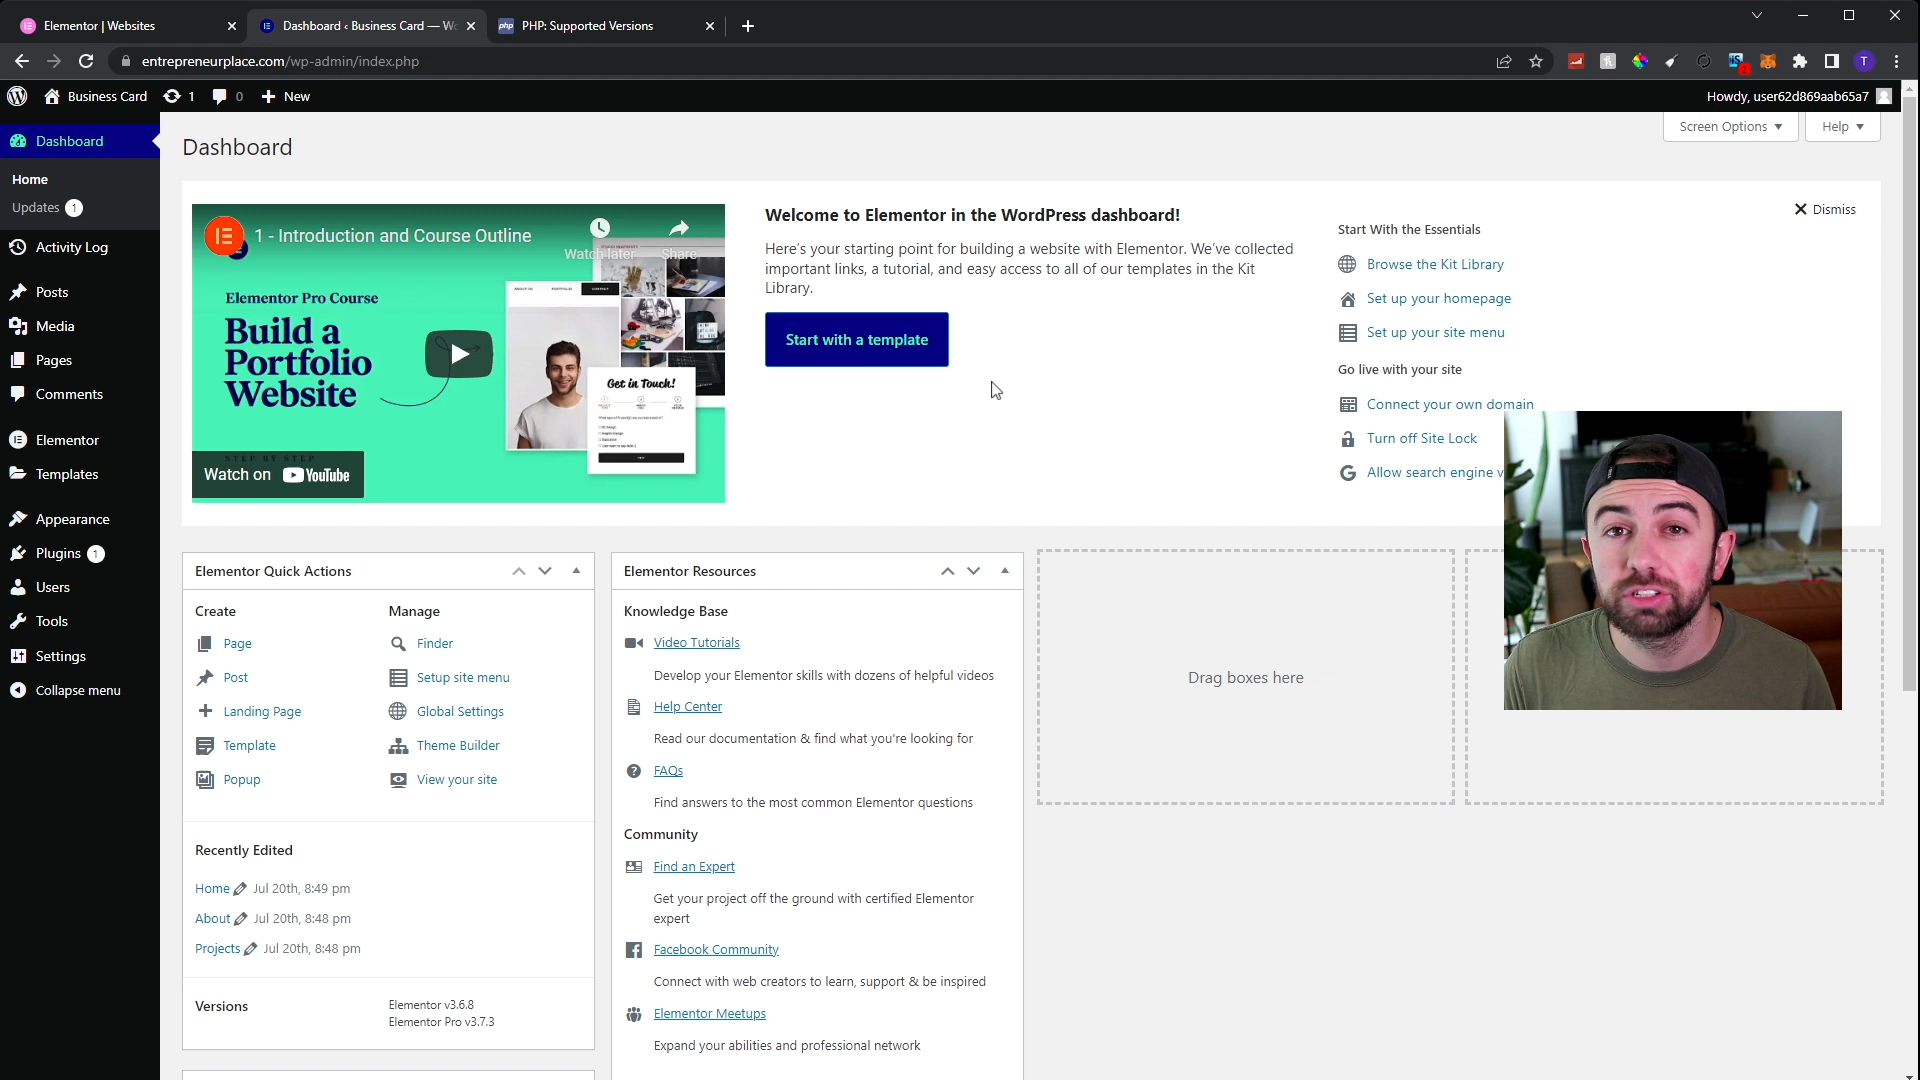 Elementor | Websites
Dashboard ‹ Business Card — Wo
PHP: Supported Versions
entrepreneurplace.com/wp-admin/index.php
Business Card
1
0
New
Howdy, user62d869aab65a7
Dashboard
Home
Updates 1
Activity Log
Posts
Media
Pages
Comments
Elementor
Templates
Appearance
Plugins 1
Users
Tools
Settings
Collapse menu
Dashboard
Screen Options
Help
1 - Introduction and Course Outline
Watch later
Share
Elementor Pro Course
Build a
Portfolio
Website
STEP BY STEP
Get in Touch!
Watch on YouTube
Welcome to Elementor in the WordPress dashboard!
Here's your starting point for building a website with Elementor. We've collected
important links, a tutorial, and easy access to all of our templates in the Kit
Library.
Start with a template
Dismiss
Start With the Essentials
Browse the Kit Library
Set up your homepage
Set up your site menu
Go live with your site
Connect your own domain
Turn off Site Lock
Allow search engine v
Elementor Quick Actions
Create
Page
Post
Landing Page
Template
Popup
Manage
Finder
Setup site menu
Global Settings
Theme Builder
View your site
Recently Edited
Home Jul 20th, 8:49 pm
About Jul 20th, 8:48 pm
Projects Jul 20th, 8:48 pm
Versions
Elementor v3.6.8
Elementor Pro v3.7.3
Elementor Resources
Knowledge Base
Video Tutorials
Develop your Elementor skills with dozens of helpful videos
Help Center
Read our documentation & find what you're looking for
FAQs
Find answers to the most common Elementor questions
Community
Find an Expert
Get your project off the ground with certified Elementor
expert
Facebook Community
Connect with web creators to learn, support & be inspired
Elementor Meetups
Expand your abilities and professional network
Drag boxes here